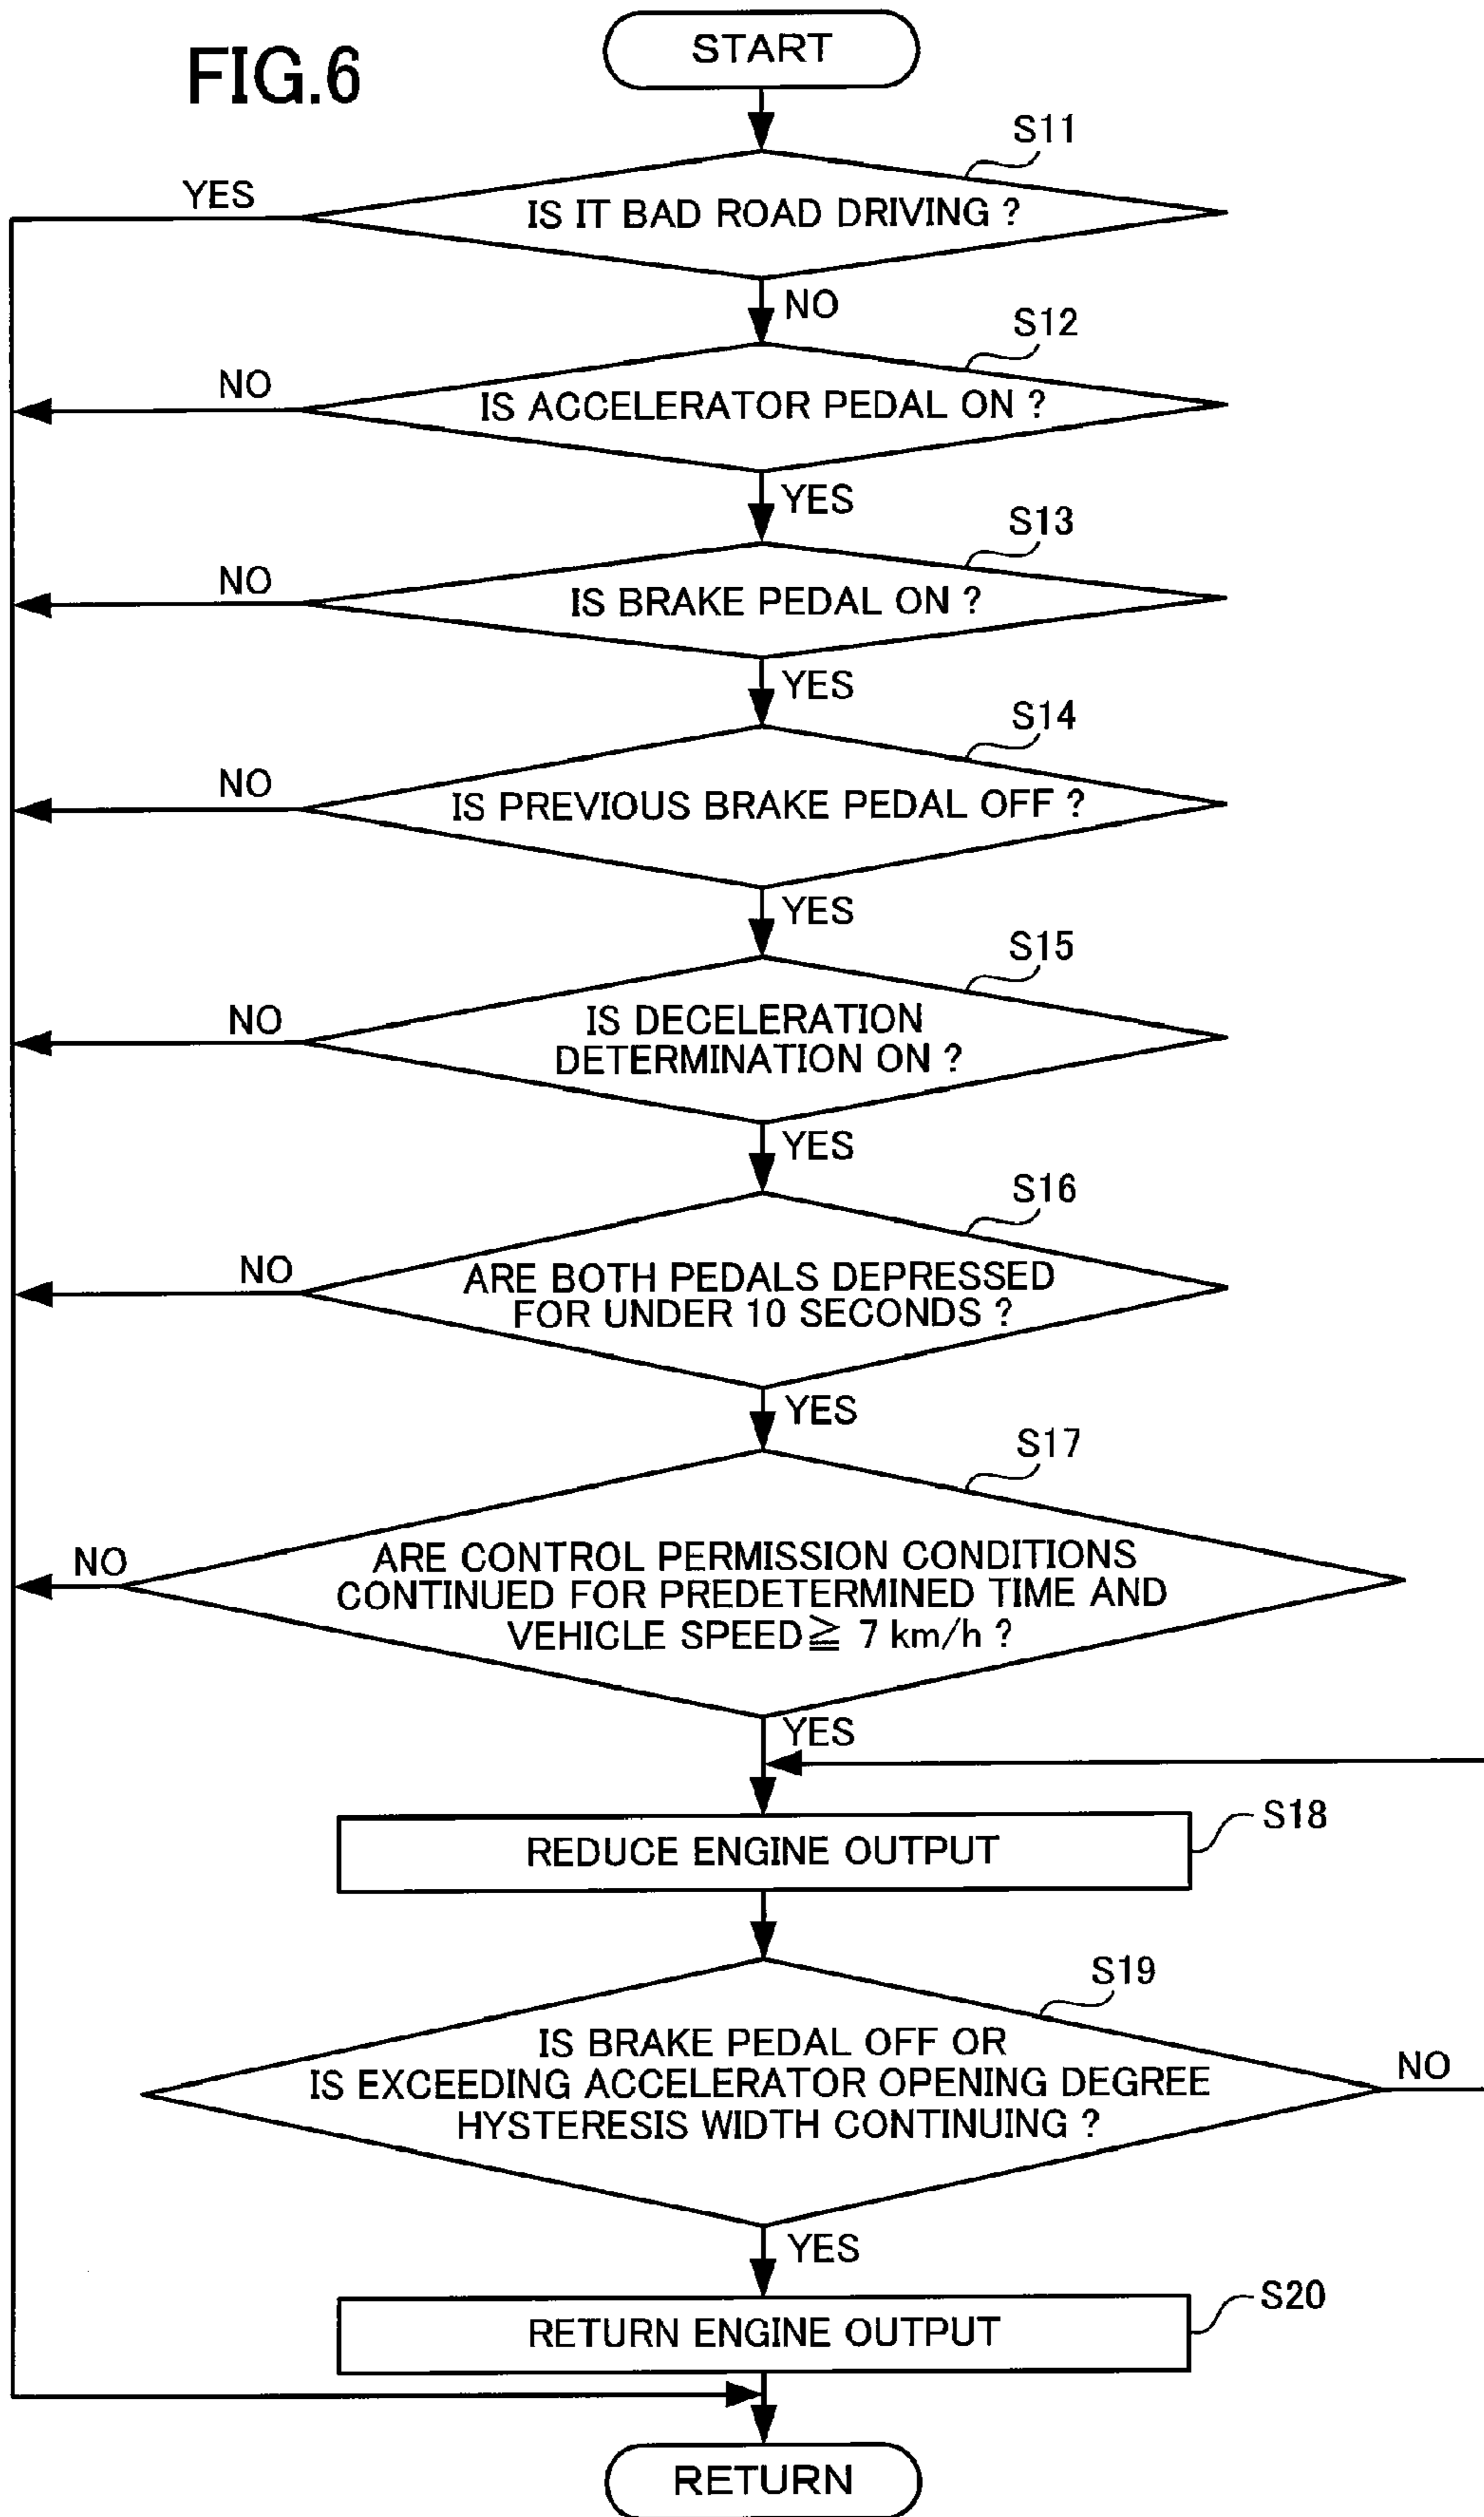 FIG.6
START
S11
YES
IS IT BAD ROAD DRIVING ?
NO
S12
NO
IS ACCELERATOR PEDAL ON ?
YES
S13
NO
IS BRAKE PEDAL ON ?
YES
S14
NO
IS PREVIOUS BRAKE PEDAL OFF ?
YES
S15
NO
IS DECELERATION
DETERMINATION ON ?
YES
S16
NO
ARE BOTH PEDALS DEPRESSED
FOR UNDER 10 SECONDS ?
YES
S17
NO
ARE CONTROL PERMISSION CONDITIONS
CONTINUED FOR PREDETERMINED TIME AND
VEHICLE SPEED≧ 7 km/h ?
YES
S18
REDUCE ENGINE OUTPUT
S19
IS BRAKE PEDAL OFF OR
IS EXCEEDING ACCELERATOR OPENING DEGREE
HYSTERESIS WIDTH CONTINUING ?
NO
YES
S20
RETURN ENGINE OUTPUT
RETURN